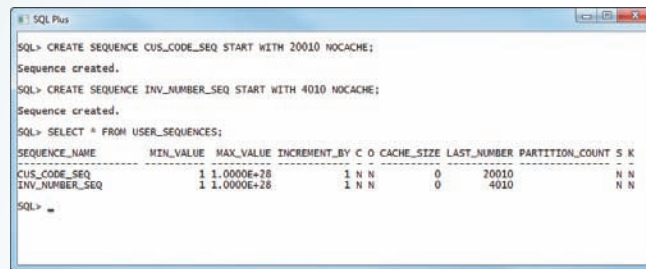 SQL Plus
SQL> CREATE SEQUENCE CUS_CODE_SEQ START WITH 20010 NOCACHE;
Sequence created.
SQL> CREATE SEQUENCE INV_NUMBER_SEQ START WITH 4010 NOCACHE;
Sequence created.
SQL> SELECT * FROM USER_SEQUENCES;
SEQUENCE_NAME MIN_VALUE MAX_VALUE INCREMENT_BY C O CACHE_SIZE LAST_NUMBER PARTITION_COUNT S K
CUS_CODE_SEQ 1 1.0000E+28 1 N N 0 20010 N N
INV_NUMBER_SEQ 1 1.0000E+28 1 N N 0 4010 N N
SQL> _